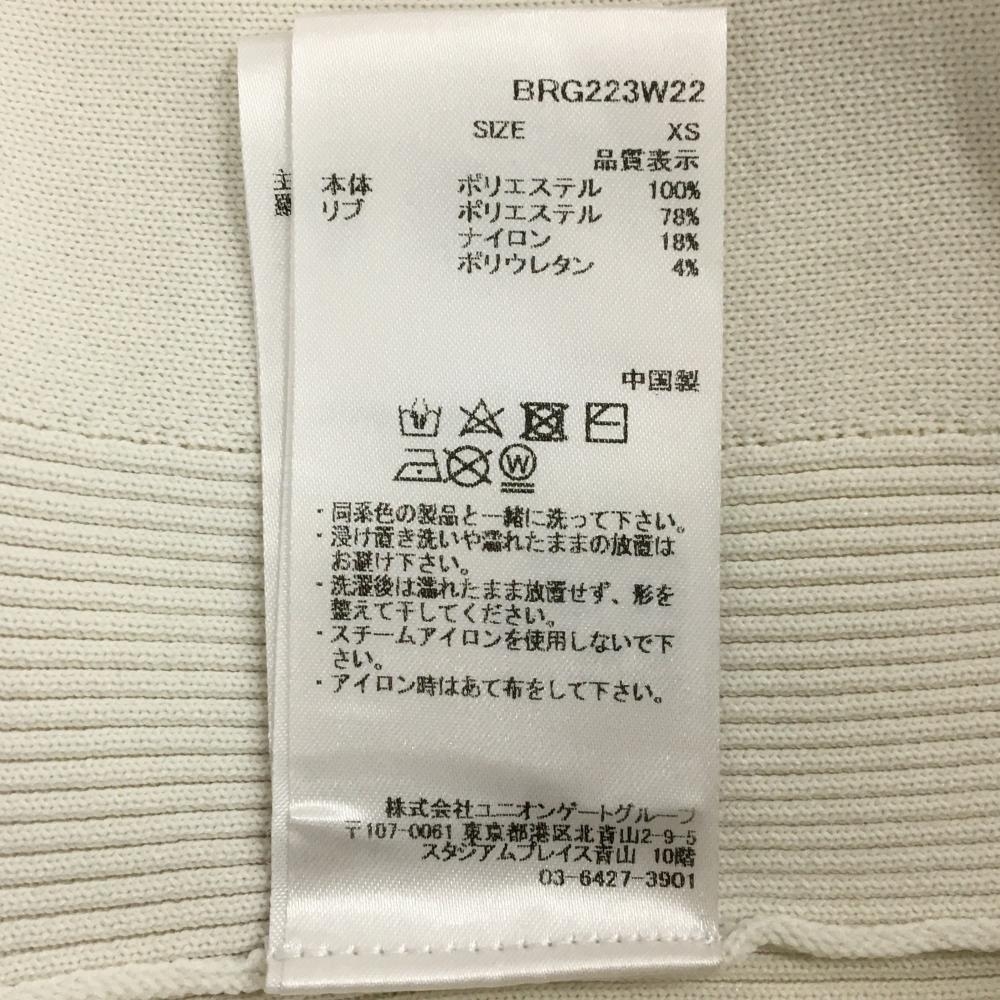 BRG223W22
SIZE XS
品質表示
本体 ポリエステル 100%
リブ ポリエステル 78%
ナイロン 18%
ポリウレタン 4%
中国製
W
・同系色の製品と一緒に洗って下さい。
・浸け置き洗いや濡れたままの放置は
お避け下さい。
・洗濯後は濡れたまま放置せず、形を
整えて干してください。
・スチームアイロンを使用しないで下
さい。
・アイロン時はあて布をして下さい。
株式会社ユニオンゲートグループ
〒107-0061 東京都港区北青山2-9-5
スタジアムプレイス青山 10階
03-6427-3901